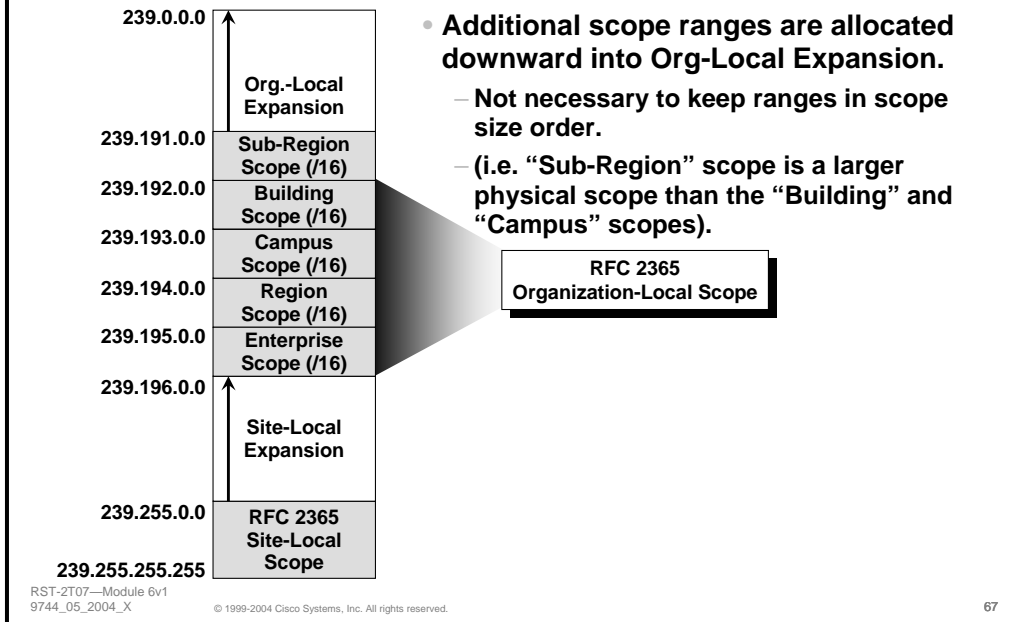 239.0.0.0
Org.-Local
Expansion
239.191.0.0
Sub-Region
Scope (/16)
239.192.0.0
Building
Scope (/16)
239.193.0.0
Campus
Scope (/16)
239.194.0.0
Region
Scope (/16)
239.195.0.0
Enterprise
Scope (/16)
239.196.0.0
Site-Local
Expansion
239.255.0.0
RFC 2365
Site-Local
Scope
239.255.255.255
• Additional scope ranges are allocated
downward into Org-Local Expansion.
– Not necessary to keep ranges in scope
size order.
– (i.e. “Sub-Region” scope is a larger
physical scope than the “Building” and
“Campus” scopes).
RFC 2365
Organization-Local Scope
RST-2T07—Module 6v1
9744_05_2004_X
© 1999-2004 Cisco Systems, Inc. All rights reserved.
67